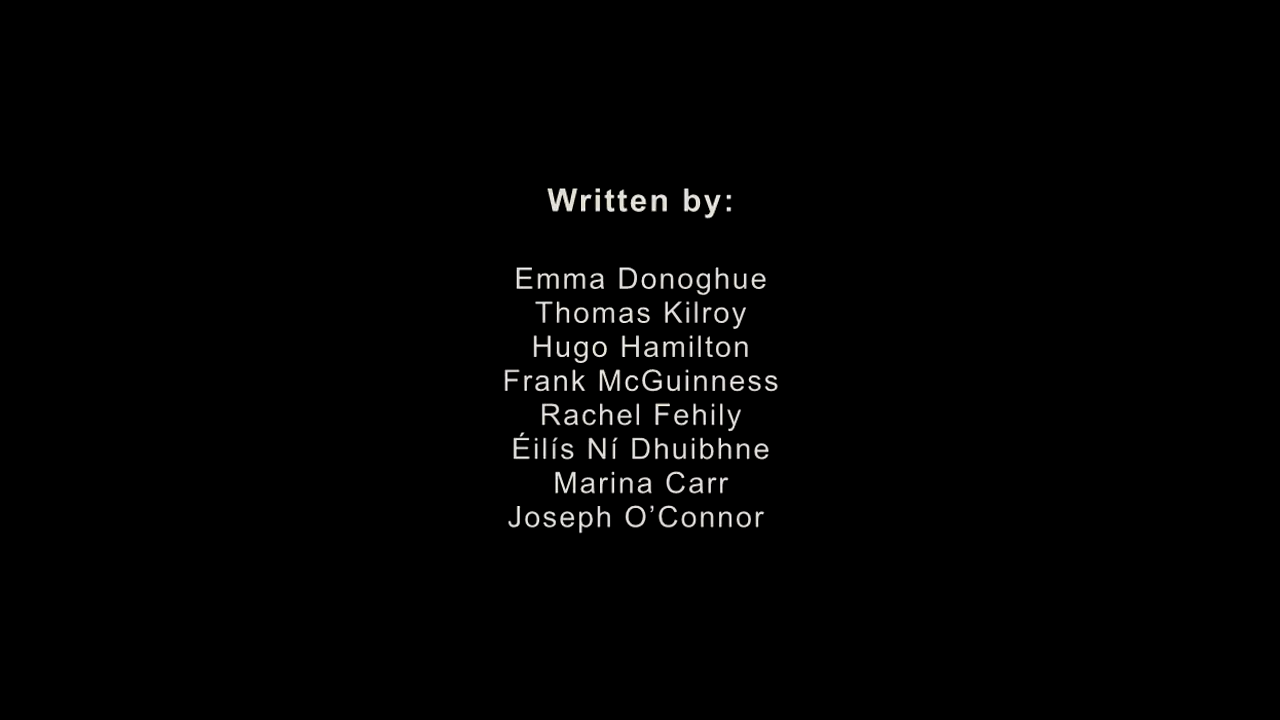 Written by:
Emma Donoghue
Thomas Kilroy
Hugo Hamilton
Frank McGuinness
Rachel Fehily
Éilís Ní Dhuibhne
Marina Carr
Joseph O’Connor